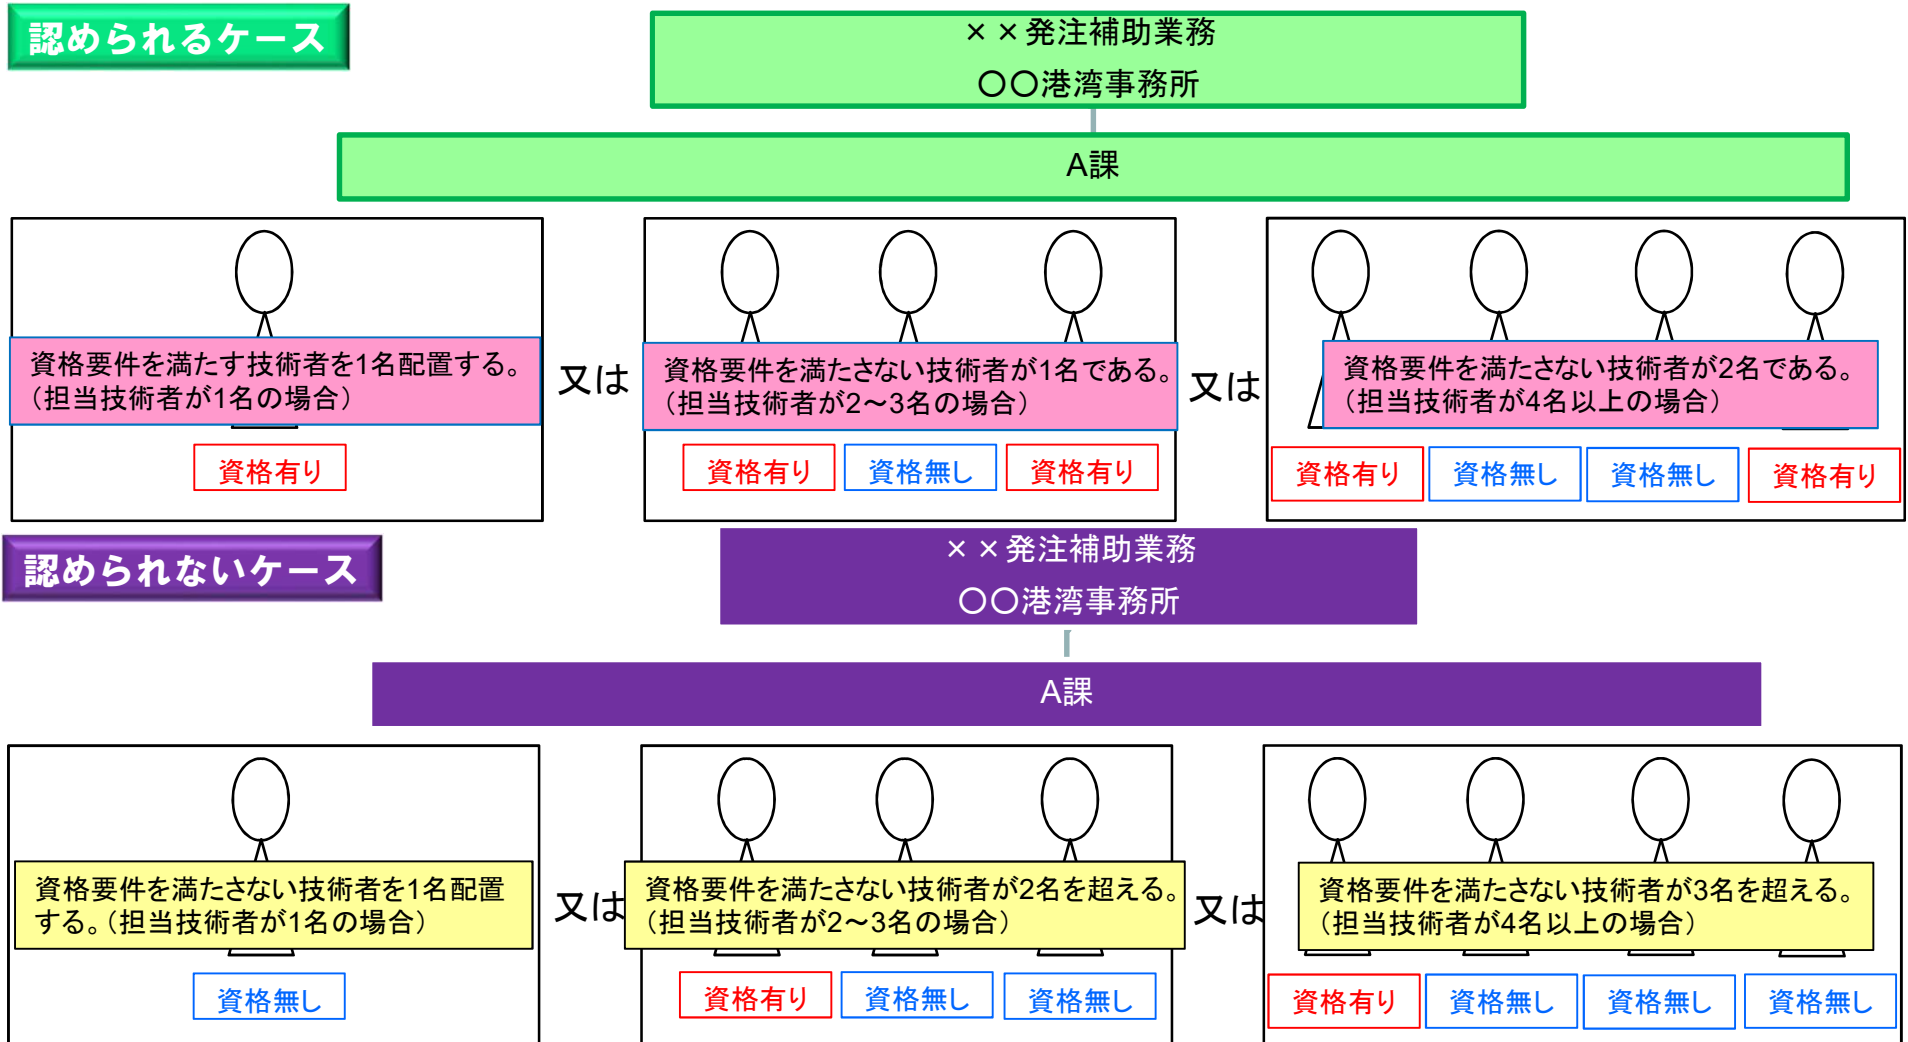 認められるケース
××発注補助業務
〇〇港湾事務所
A課
資格要件を満たす技術者を1名配置する。
（担当技術者が1名の場合）
又は
資格要件を満たさない技術者が1名である。
（担当技術者が2～3名の場合）
又は
資格要件を満たさない技術者が2名である。
（担当技術者が4名以上の場合）
資格有り
資格有り
資格無し
資格有り
資格有り
資格無し
資格無し
資格有り
認められないケース
××発注補助業務
〇〇港湾事務所
A課
資格要件を満たさない技術者を1名配置
する。（担当技術者が1名の場合）
又は
資格要件を満たさない技術者が2名を超える。
（担当技術者が2～3名の場合）
又は
資格要件を満たさない技術者が3名を超える。
（担当技術者が4名以上の場合）
資格無し
資格有り
資格無し
資格無し
資格有り
資格無し
資格無し
資格無し